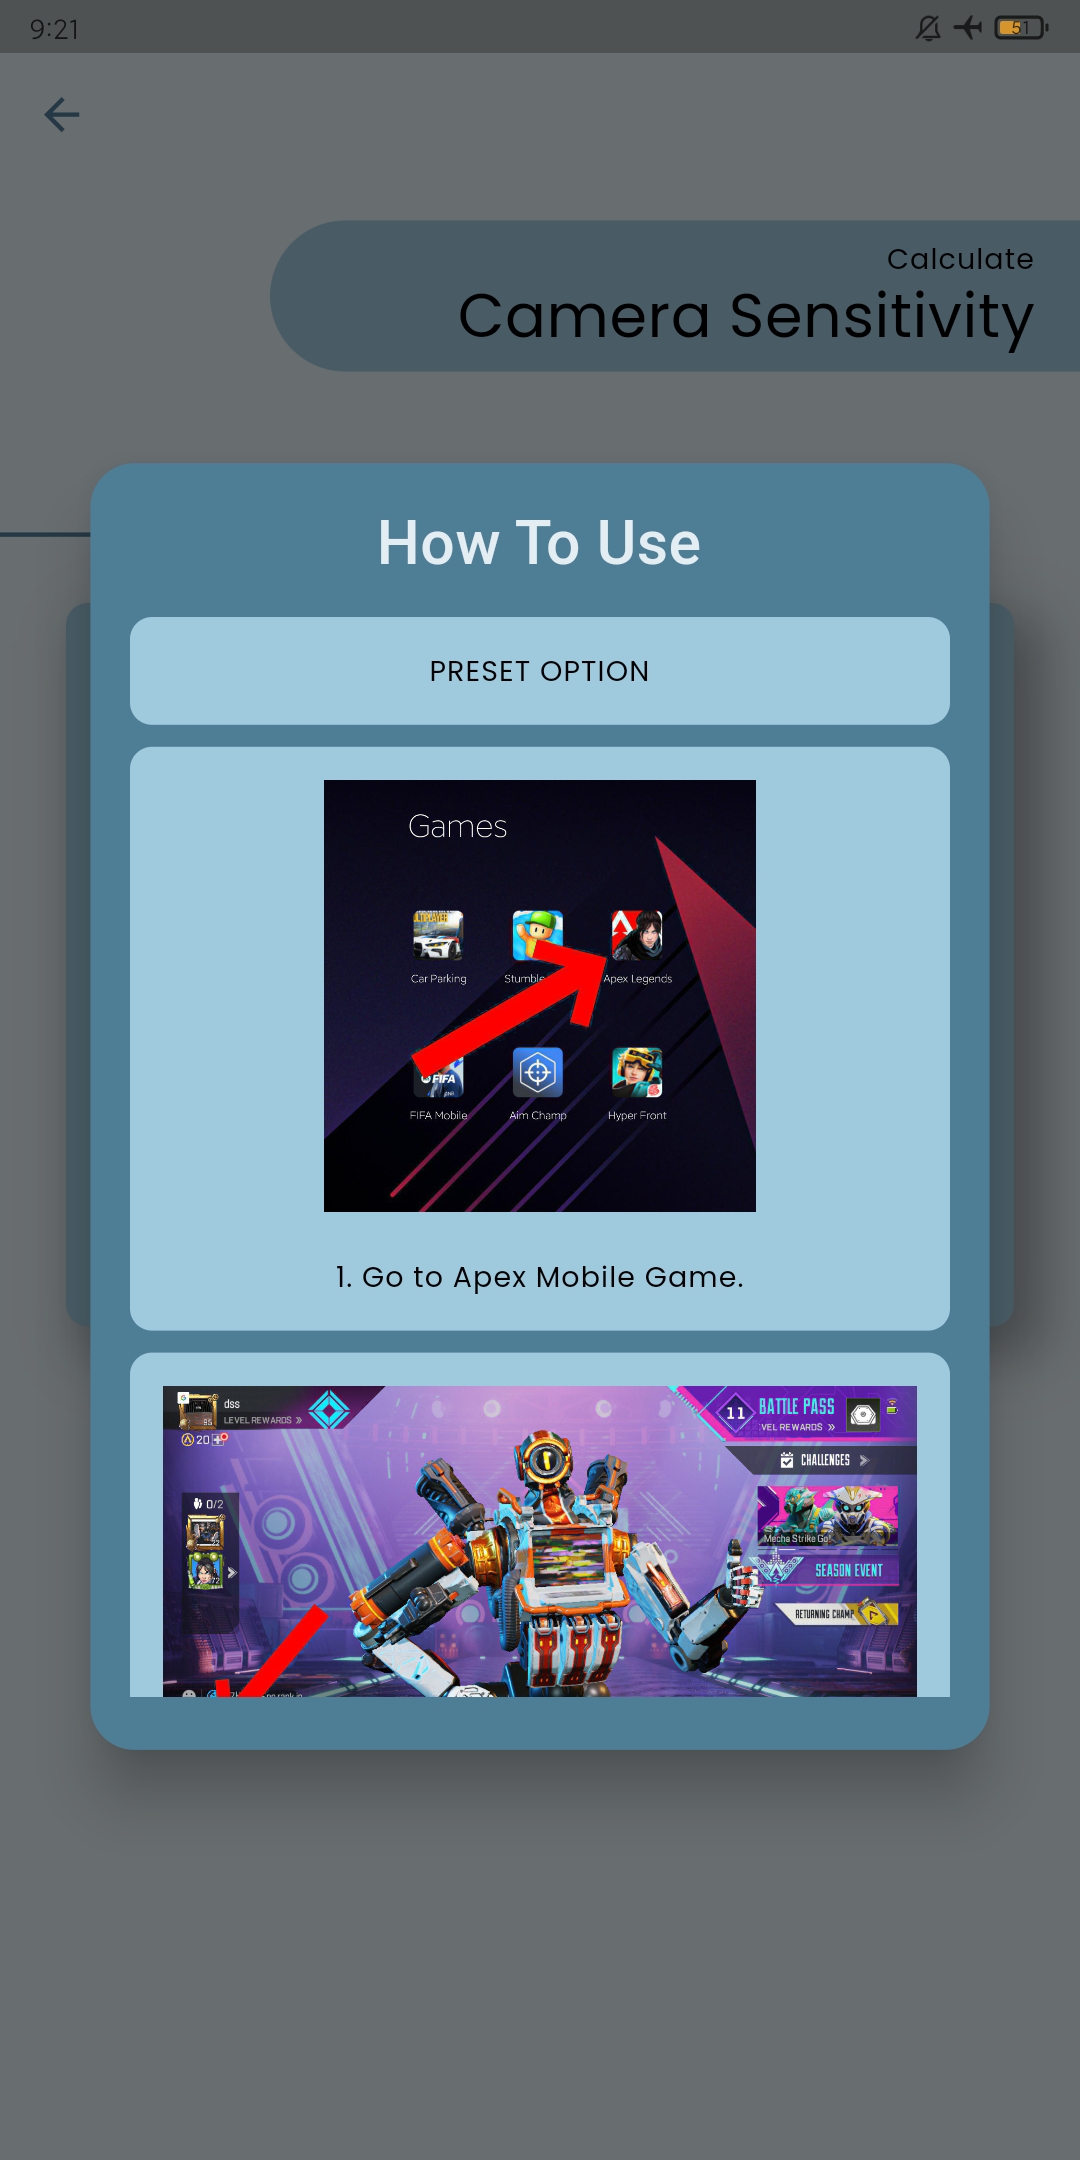 9:21
51
Calculate
Camera Sensitivity
How To Use
PRESET OPTION
Games
Car Parking
Stumble
Apex Legends
FIFA
FIFA Mobile
Aim Champ
Hyper Front
1. Go to Apex Mobile Game.
dss
LEVEL REWARDS
20
11
BATTLE PASS
VEL REWARDS
CHALLENGES
0/2
Mecha Strike Go!
SEASON EVENT
RETURNING CHAMP